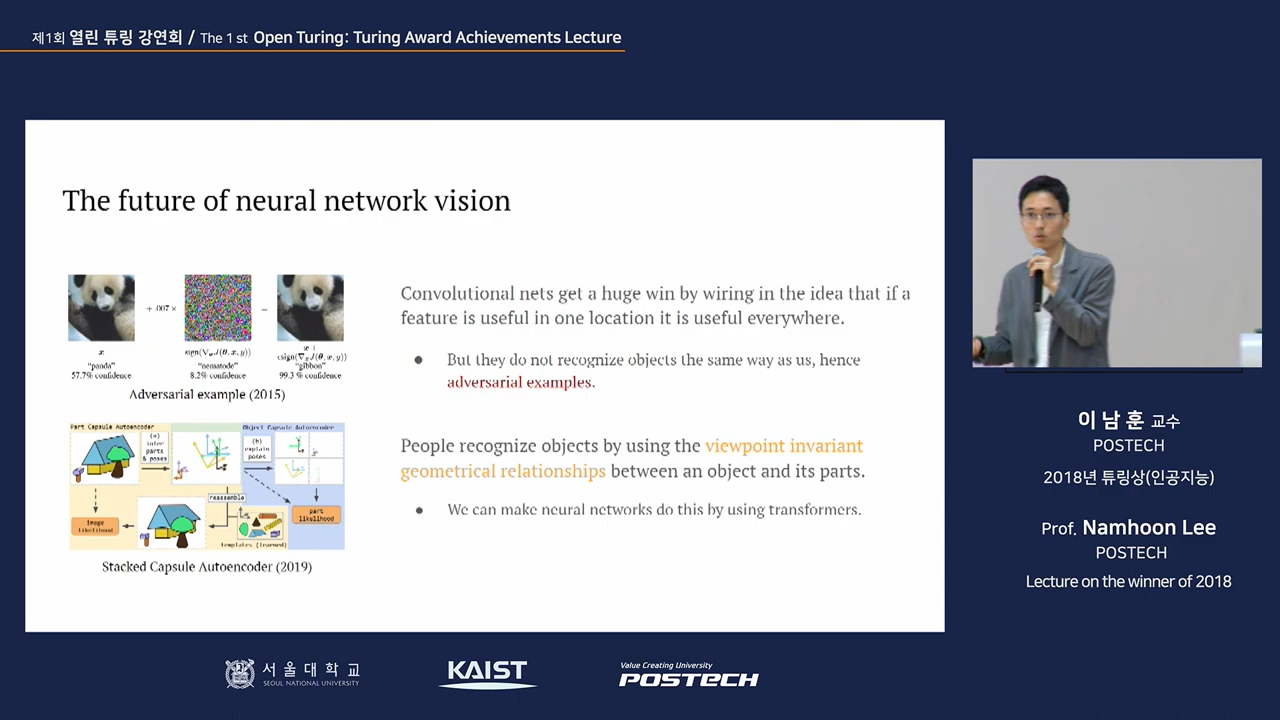 제1회 열린 튜링 강연회 / The 1 st Open Turing: Turing Award Achievements Lecture
The future of neural network vision
+ .007 ×
x
"panda"
57.7% confidence
sign(∇ₓJ(θ, x, y))
"nematode"
8.2% confidence
x +
εsign(∇ₓJ(θ, x, y))
"gibbon"
99.3 % confidence
Adversarial example (2015)
Part Capsule Autoencoder
Object Capsule Autoencoder
(a)
infer
parts
& poses
(b)
explain
poses
reassemble
image
likelihood
part
likelihood
templates (learned)
Stacked Capsule Autoencoder (2019)
Convolutional nets get a huge win by wiring in the idea that if a
feature is useful in one location it is useful everywhere.
● But they do not recognize objects the same way as us, hence
adversarial examples.
People recognize objects by using the viewpoint invariant
geometrical relationships between an object and its parts.
● We can make neural networks do this by using transformers.
이 남 훈 교수
POSTECH
2018년 튜링상(인공지능)
Prof. Namhoon Lee
POSTECH
Lecture on the winner of 2018
서울대학교
SEOUL NATIONAL UNIVERSITY
KAIST
Value Creating University
POSTECH